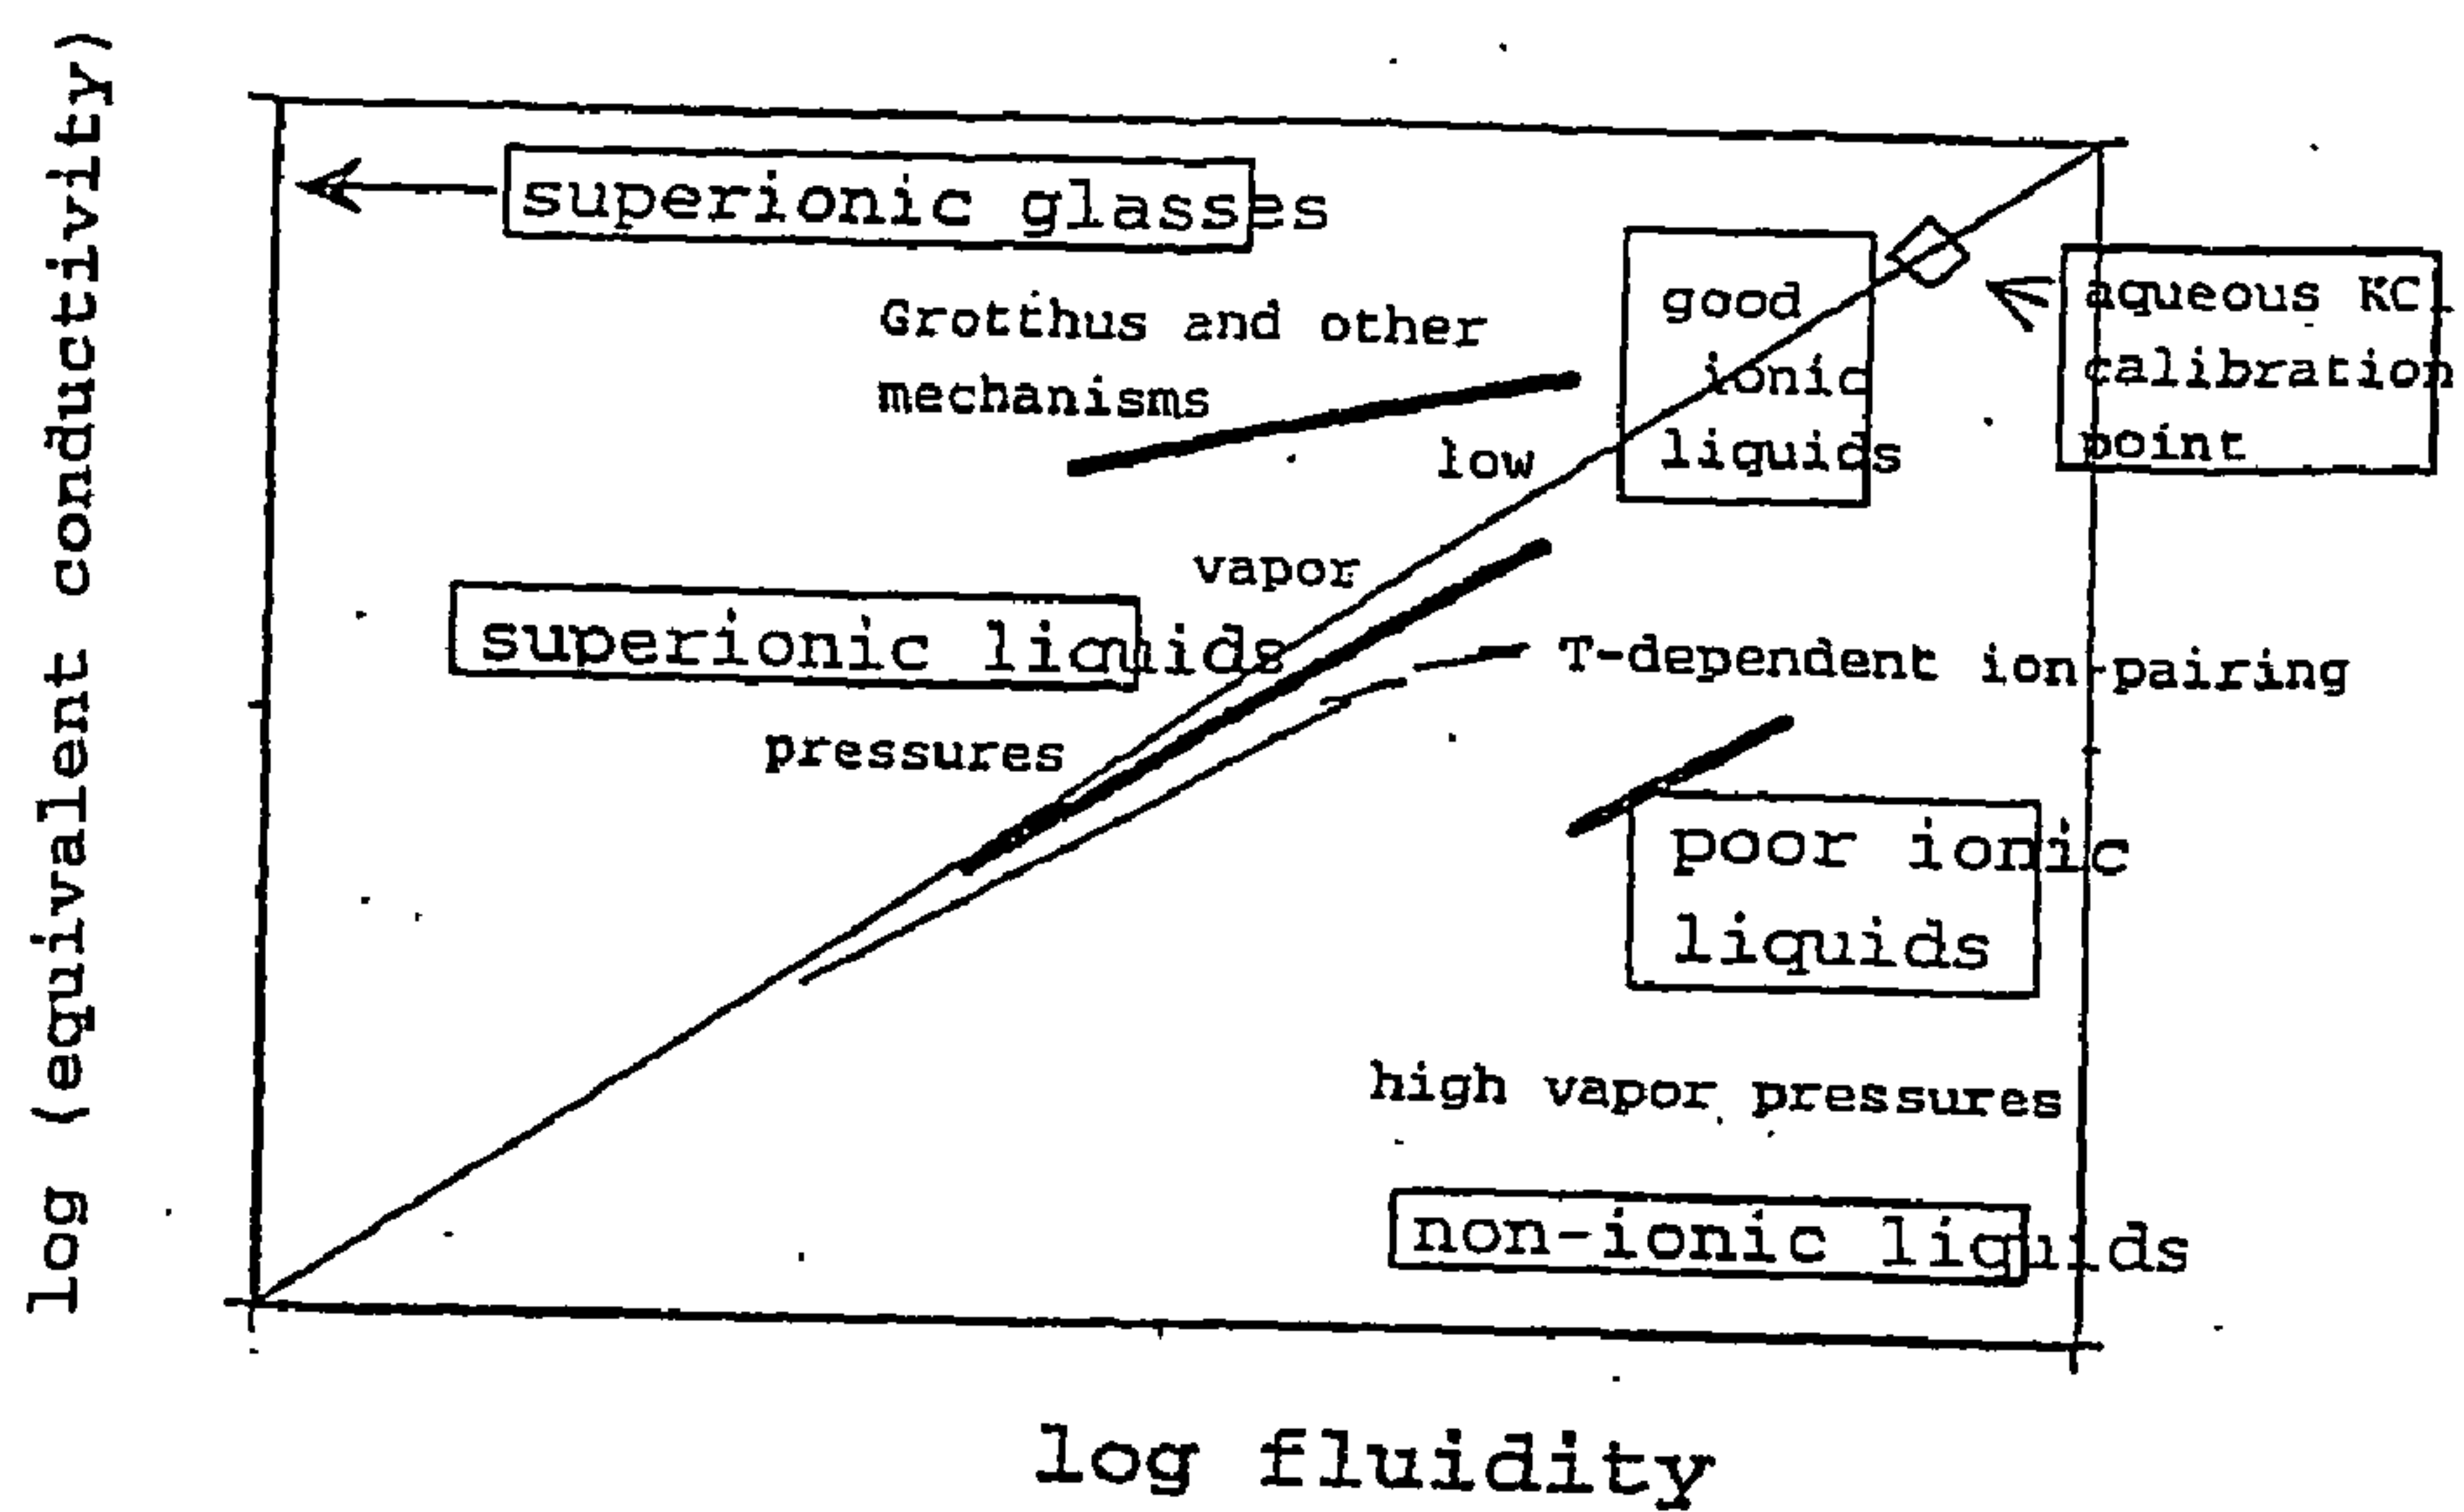 log (equivalent conductivity)
superionic glasses
Grotthus and other
mechanisms
good
ionic
liquids
aqueous KCl
calibration
point
low
vapor
pressures
superionic liquids
T-dependent ion-pairing
poor ionic
liquids
high vapor pressures
non-ionic liquids
log fluidity